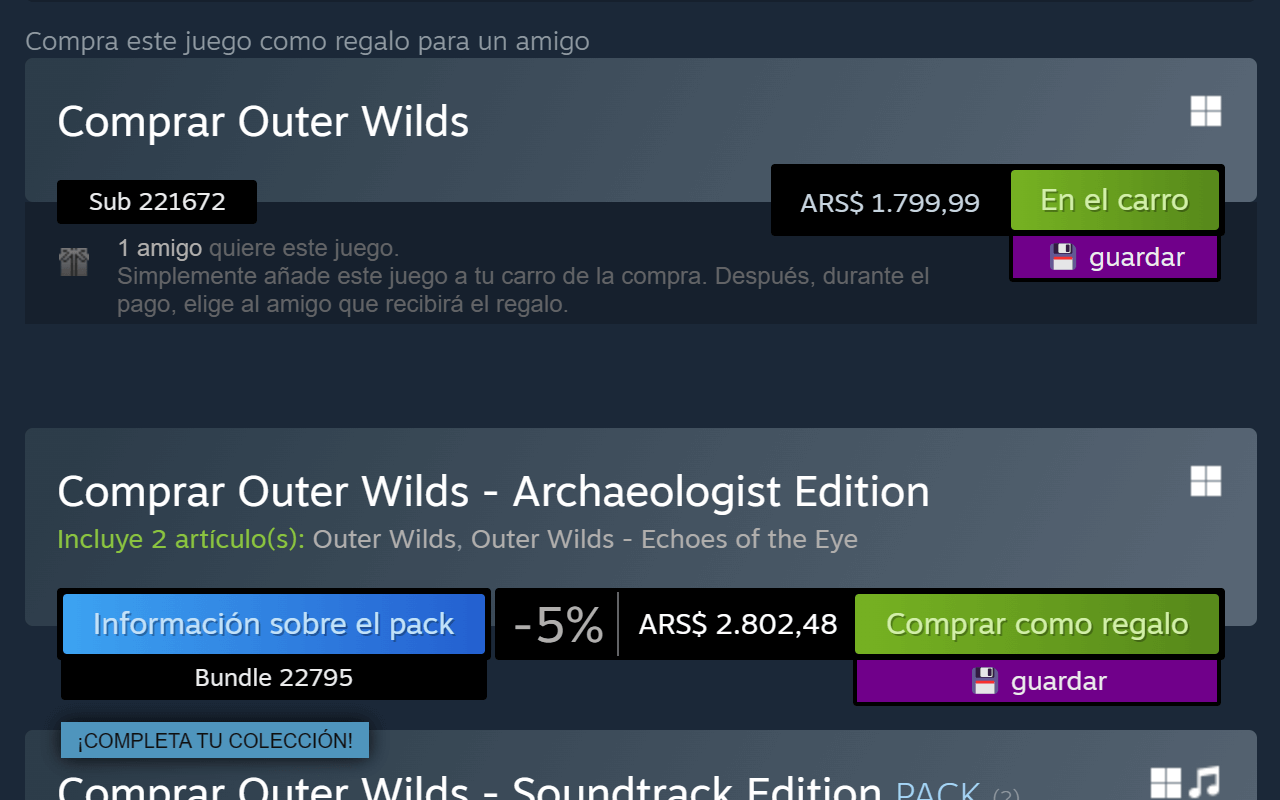 Compra este juego como regalo para un amigo
Comprar Outer Wilds
Sub 221672
ARS$ 1.799,99
En el carro
guardar
1 amigo quiere este juego.
Simplemente añade este juego a tu carro de la compra. Después, durante el
pago, elige al amigo que recibirá el regalo.
Comprar Outer Wilds - Archaeologist Edition
Incluye 2 artículo(s): Outer Wilds, Outer Wilds - Echoes of the Eye
Información sobre el pack
-5%
ARS$ 2.802,48
Comprar como regalo
Bundle 22795
guardar
¡COMPLETA TU COLECCIÓN!
Comprar Outer Wilds - Soundtrack Edition PACK (2)